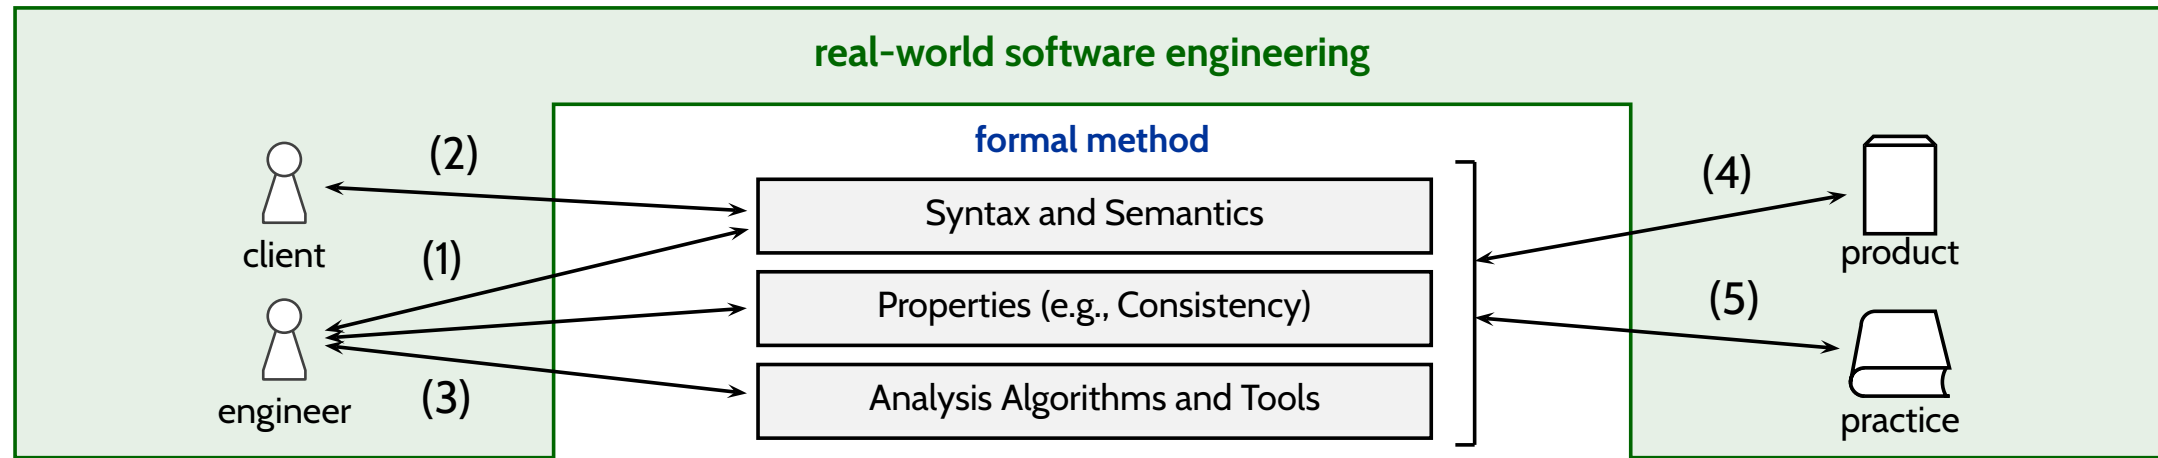 real-world software engineering
formal method
(2)
client
(1)
engineer
(3)
Syntax and Semantics
Properties (e.g., Consistency)
Analysis Algorithms and Tools
(4)
product
(5)
practice